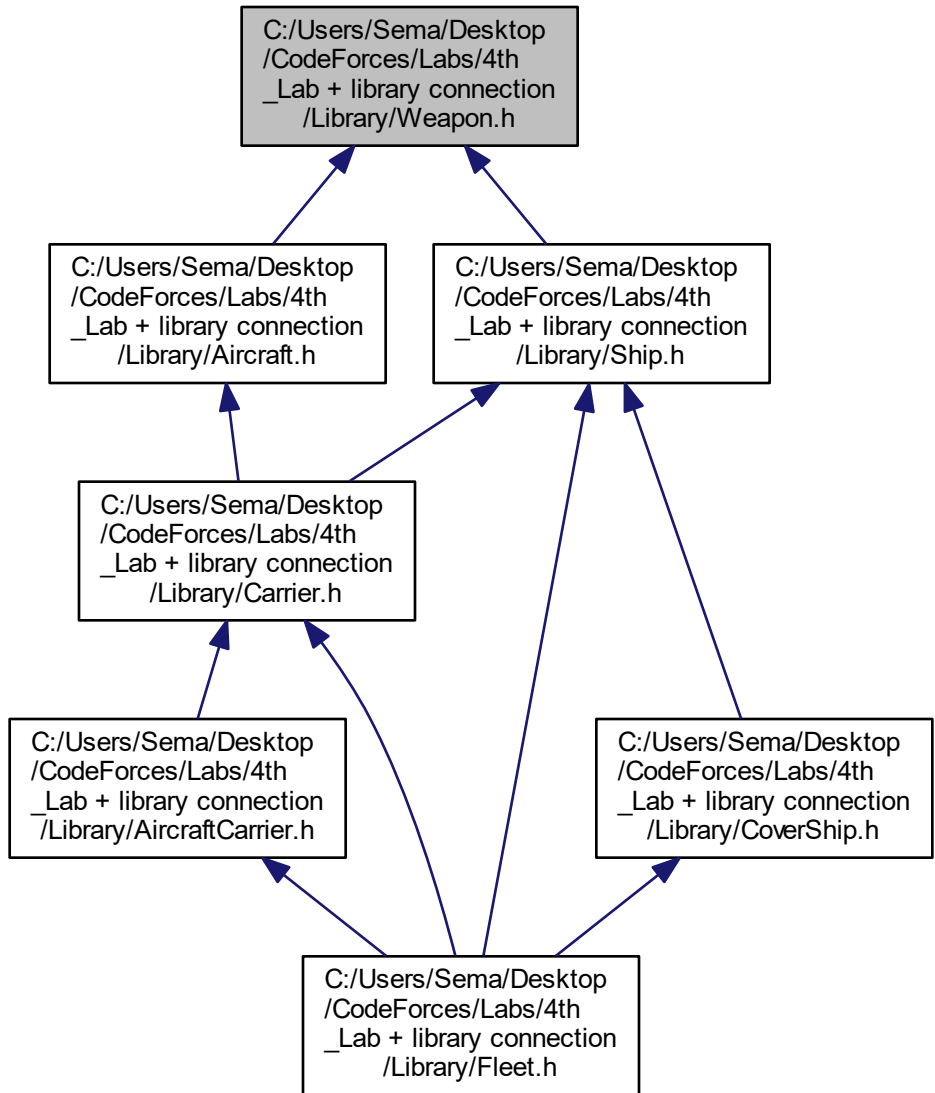 C:/Users/Sema/Desktop
/CodeForces/Labs/4th
_Lab + library connection
/Library/Weapon.h
C:/Users/Sema/Desktop
/CodeForces/Labs/4th
_Lab + library connection
/Library/Aircraft.h
C:/Users/Sema/Desktop
/CodeForces/Labs/4th
_Lab + library connection
/Library/Ship.h
C:/Users/Sema/Desktop
/CodeForces/Labs/4th
_Lab + library connection
/Library/Carrier.h
C:/Users/Sema/Desktop
/CodeForces/Labs/4th
_Lab + library connection
/Library/AircraftCarrier.h
C:/Users/Sema/Desktop
/CodeForces/Labs/4th
_Lab + library connection
/Library/CoverShip.h
C:/Users/Sema/Desktop
/CodeForces/Labs/4th
_Lab + library connection
/Library/Fleet.h